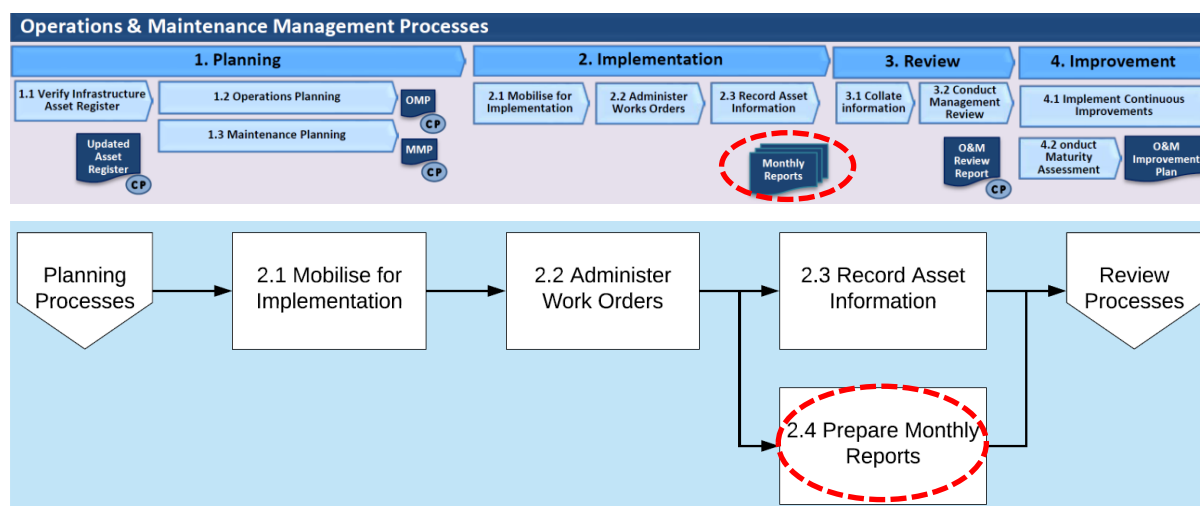 Operations & Maintenance Management Processes
1. Planning
2. Implementation
3. Review
4. Improvement
1.1 Verify Infrastructure
Asset Register
1.2 Operations Planning
OMP
CP
1.3 Maintenance Planning
MMP
CP
Updated
Asset
Register
CP
2.1 Mobilise for
Implementation
2.2 Administer
Works Orders
2.3 Record Asset
Information
Monthly
Reports
3.1 Collate
information
3.2 Conduct
Management
Review
O&M
Review
Report
CP
4.1 Implement Continuous
Improvements
4.2 onduct
Maturity
Assessment
O&M
Improvement
Plan
Planning
Processes
2.1 Mobilise for
Implementation
2.2 Administer
Work Orders
2.3 Record Asset
Information
Review
Processes
2.4 Prepare Monthly
Reports